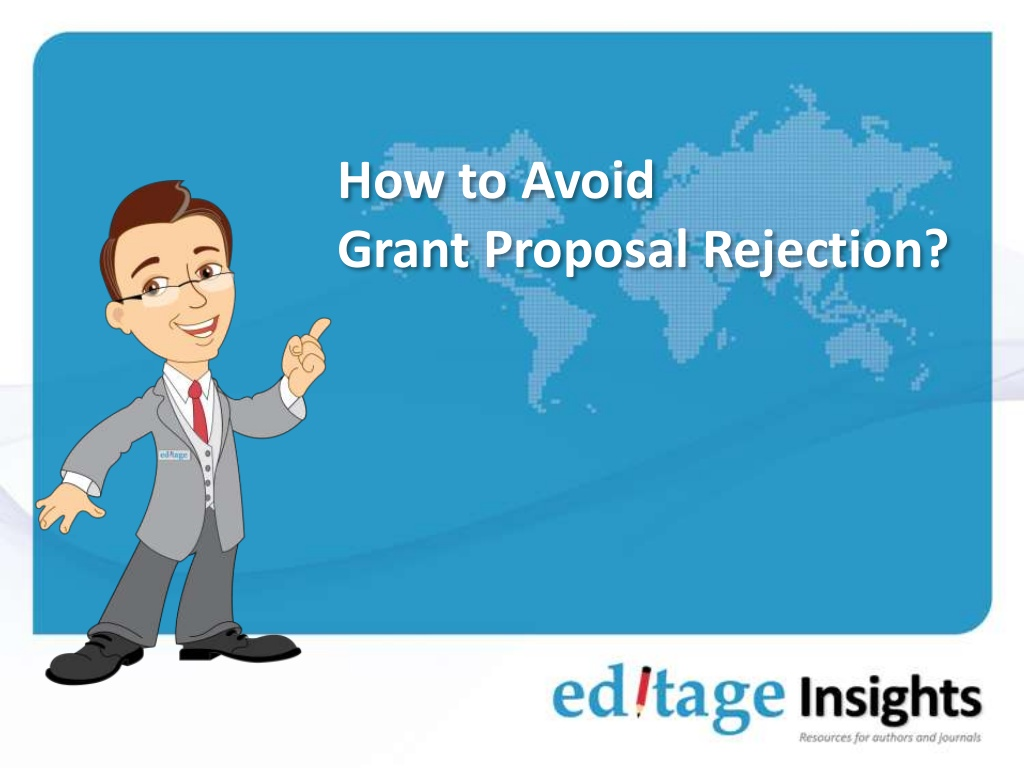 How to Avoid
Grant Proposal Rejection?
editage
editage Insights
Resources for authors and journals